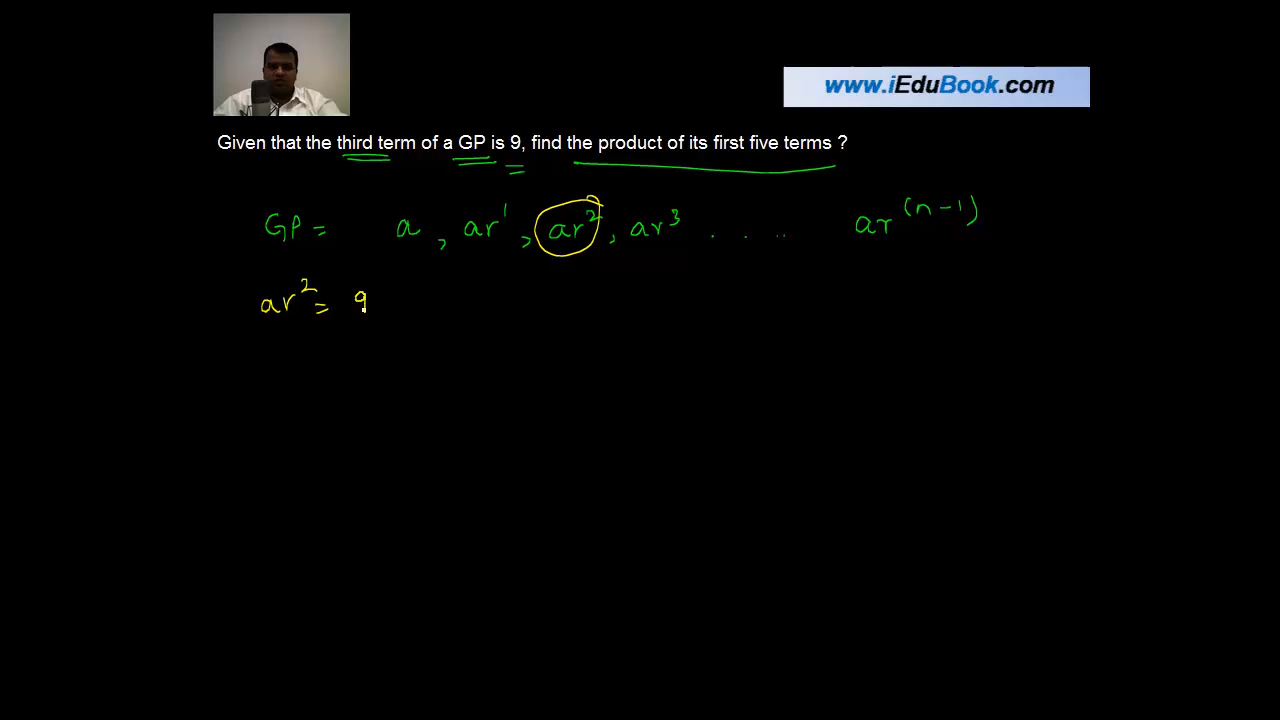 www.iEduBook.com
Given that the third term of a GP is 9, find the product of its first five terms ?
GP = a , ar¹ , ar² , ar³ . . . . . ar⁽ⁿ⁻¹⁾
ar² = 9